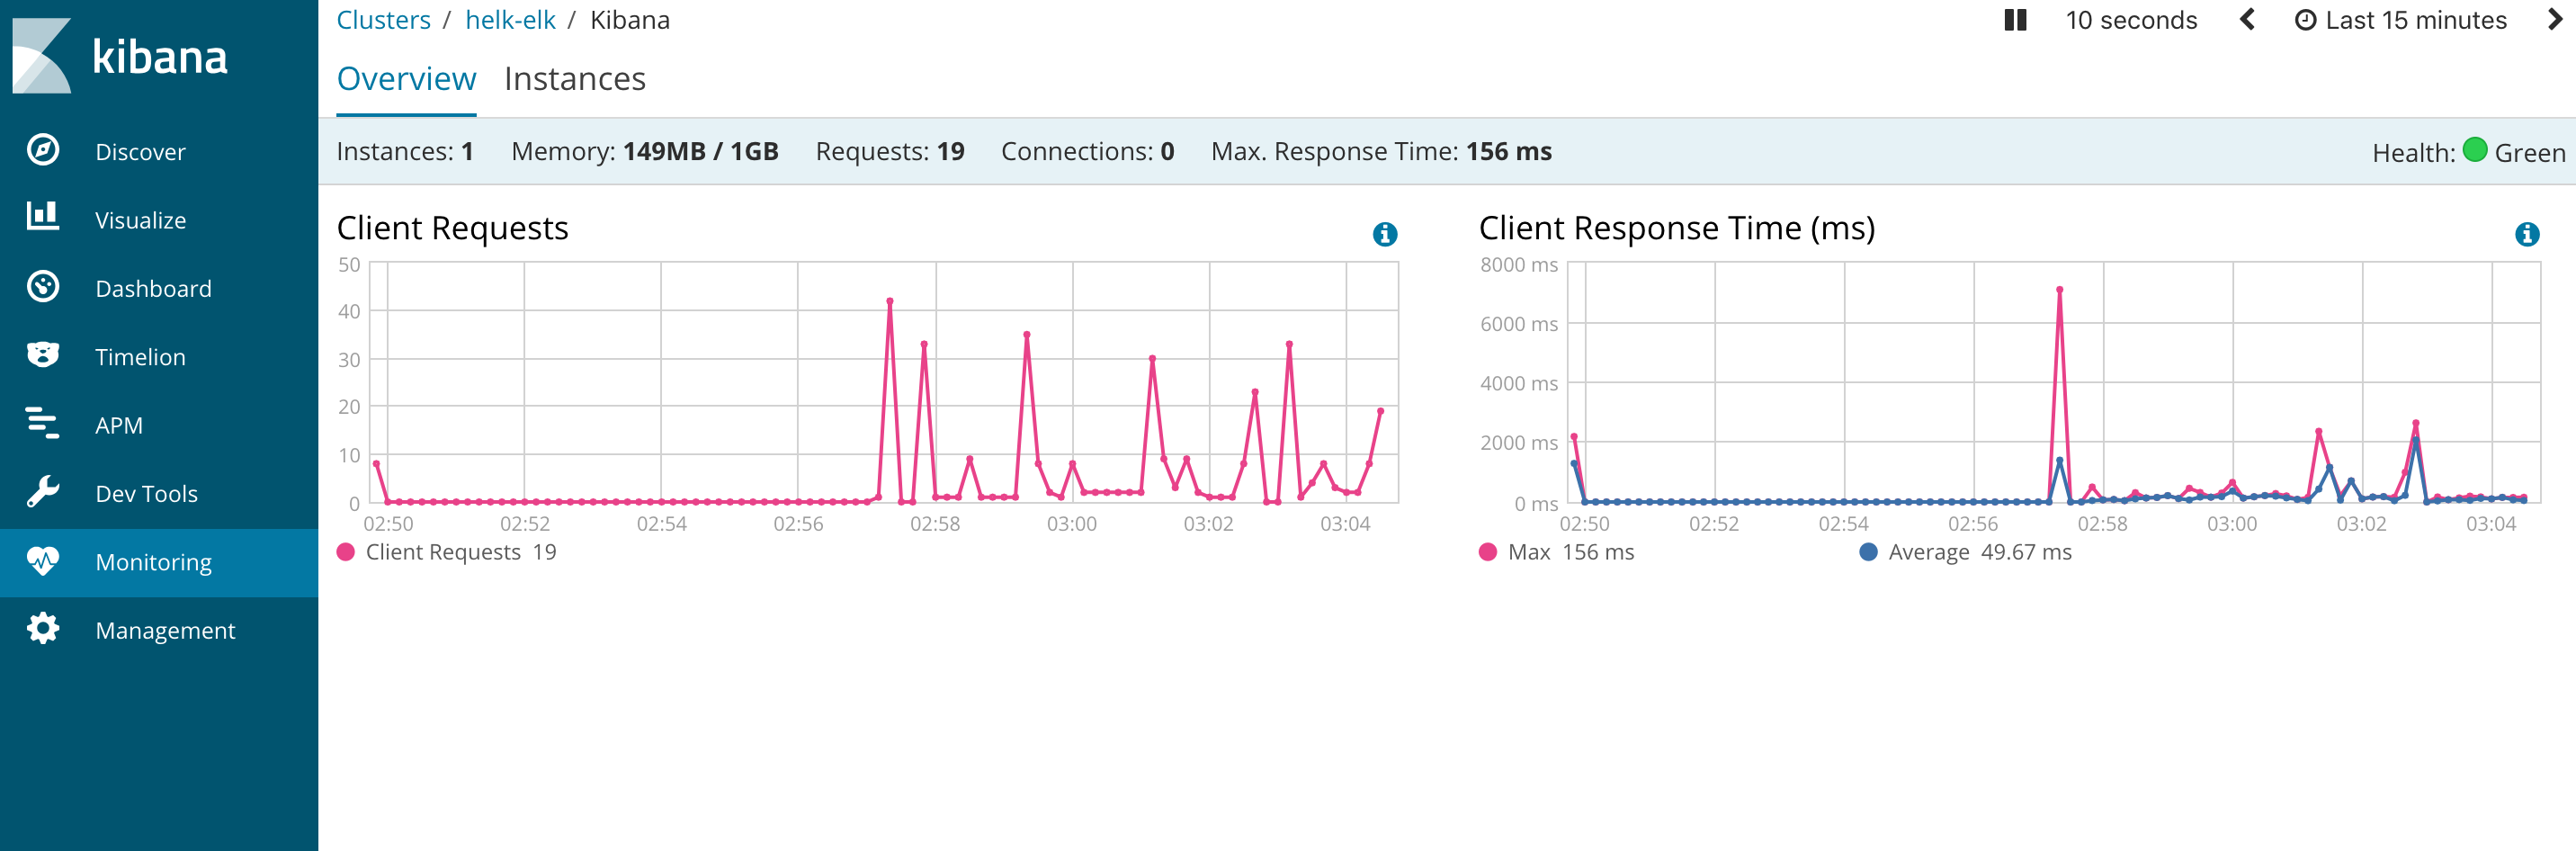 kibana
Discover
Visualize
Dashboard
Timelion
APM
Dev Tools
Monitoring
Management
Clusters / helk-elk / Kibana
10 seconds
Last 15 minutes
Overview Instances
Instances: 1 Memory: 149MB / 1GB Requests: 19 Connections: 0 Max. Response Time: 156 ms Health: Green
Client Requests
50
40
30
20
10
0
02:50 02:52 02:54 02:56 02:58 03:00 03:02 03:04
Client Requests 19
Client Response Time (ms)
8000 ms
6000 ms
4000 ms
2000 ms
0 ms
02:50 02:52 02:54 02:56 02:58 03:00 03:02 03:04
Max 156 ms Average 49.67 ms